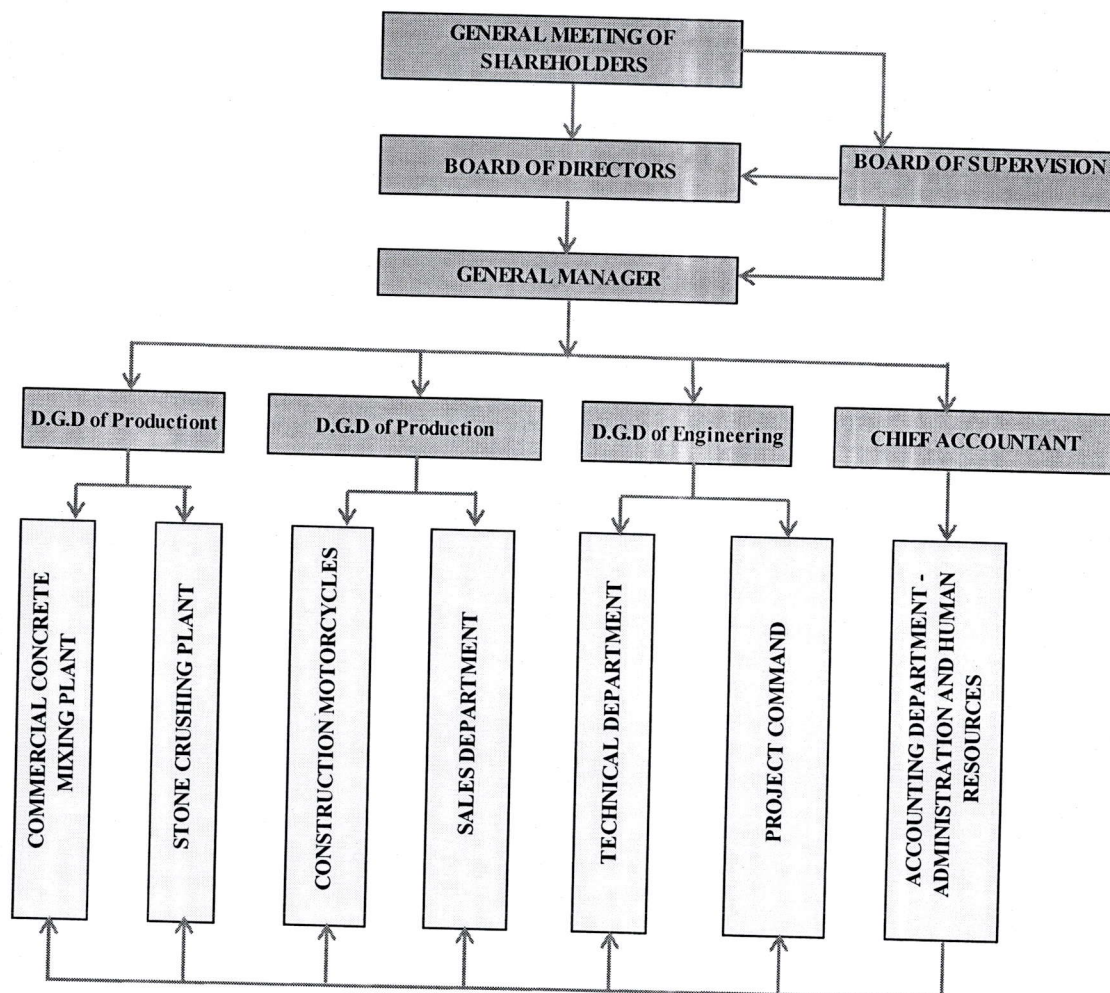 GENERAL MEETING OF
SHAREHOLDERS
BOARD OF DIRECTORS
BOARD OF SUPERVISION
GENERAL MANAGER
D.G.D of Productiont
D.G.D of Production
D.G.D of Engineering
CHIEF ACCOUNTANT
COMMERCIAL CONCRETE
MIXING PLANT
STONE CRUSHING PLANT
CONSTRUCTION MOTORCYCLES
SALES DEPARTMENT
TECHNICAL DEPARTMENT
PROJECT COMMAND
ACCOUNTING DEPARTMENT -
ADMINISTRATION AND HUMAN
RESOURCES